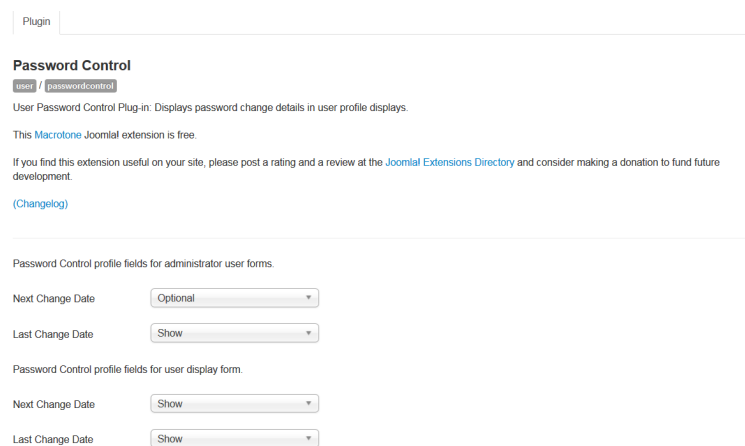 Plugin
Password Control
user / passwordcontrol
User Password Control Plug-in: Displays password change details in user profile displays.
This Macrotone Joomla! extension is free.
If you find this extension useful on your site, please post a rating and a review at the Joomla! Extensions Directory and consider making a donation to fund future
development.
(Changelog)
Password Control profile fields for administrator user forms.
Next Change Date Optional
Last Change Date Show
Password Control profile fields for user display form.
Next Change Date Show
Last Change Date Show